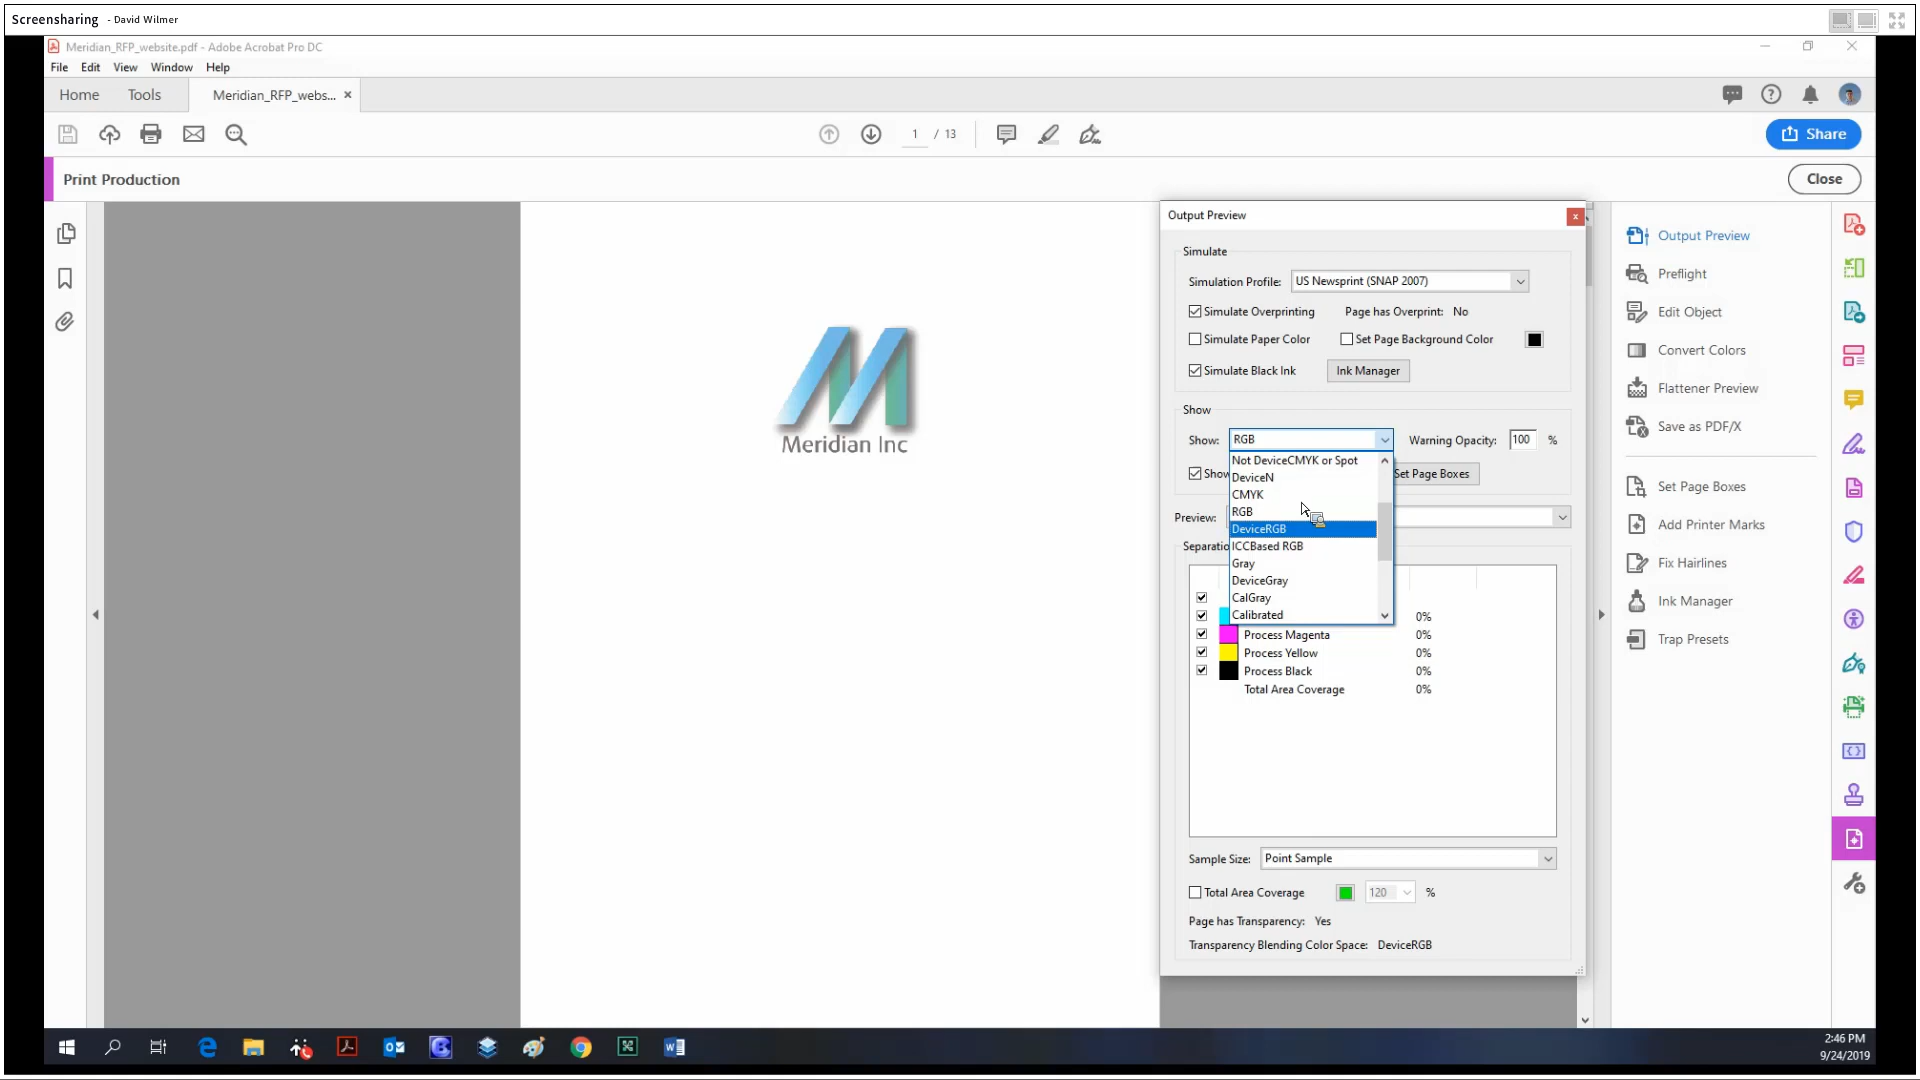 Screensharing - David Wilmer
Meridian_RFP_website.pdf - Adobe Acrobat Pro DC
File Edit View Window Help
Home Tools Meridian_RFP_webs... ×
1 / 13
Share
Print Production
Close
Output Preview
Simulate
Simulation Profile: US Newsprint (SNAP 2007)
Simulate Overprinting Page has Overprint: No
Simulate Paper Color Set Page Background Color
Simulate Black Ink Ink Manager
Show
Show: RGB Warning Opacity: 100 %
Not DeviceCMYK or Spot
Show Set Page Boxes
DeviceN
CMYK
RGB
Preview:
DeviceRGB
ICCBased RGB
Gray
DeviceGray
CalGray
Calibrated
0%
Process Magenta 0%
Process Yellow 0%
Process Black 0%
Total Area Coverage 0%
Sample Size: Point Sample
Total Area Coverage 120 %
Page has Transparency: Yes
Transparency Blending Color Space: DeviceRGB
Meridian Inc
Output Preview
Preflight
Edit Object
Convert Colors
Flattener Preview
Save as PDF/X
Set Page Boxes
Add Printer Marks
Fix Hairlines
Ink Manager
Trap Presets
2:46 PM
9/24/2019